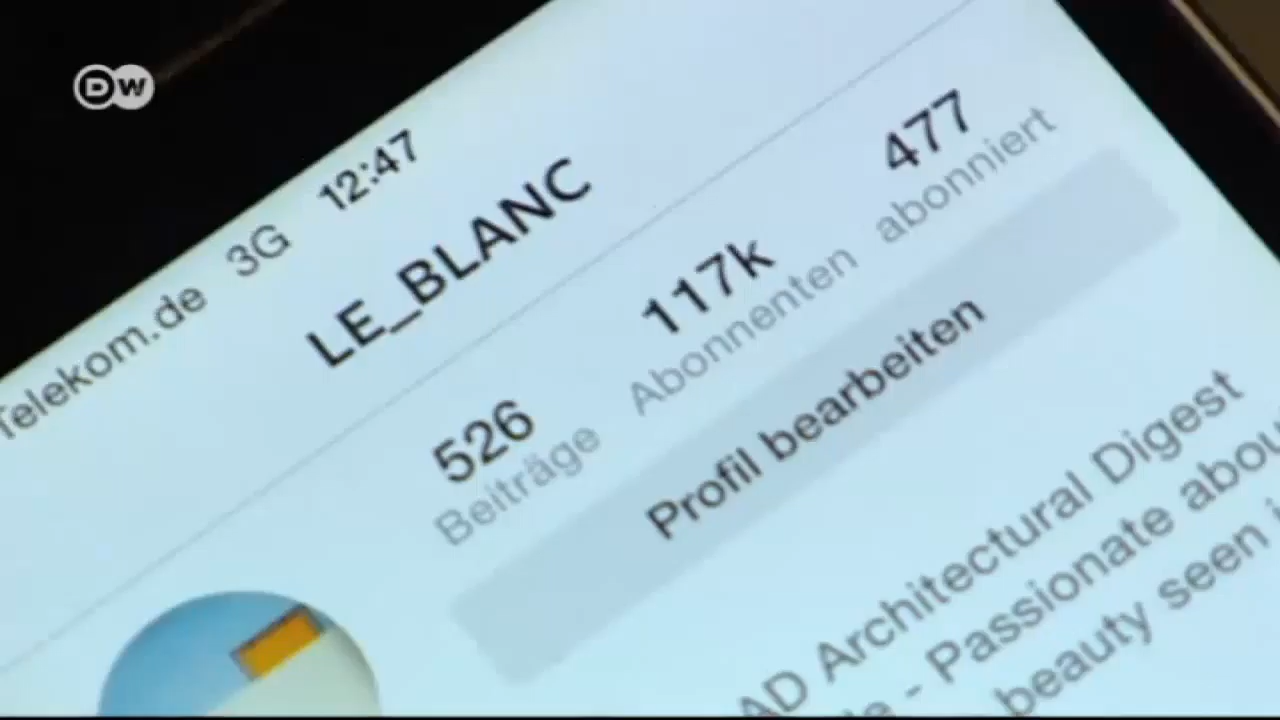 DW
Telekom.de 3G 12:47
LE_BLANC
526 117k 477
Beiträge Abonnenten abonniert
Profil bearbeiten
AD Architectural Digest
- Passionate
beauty seen